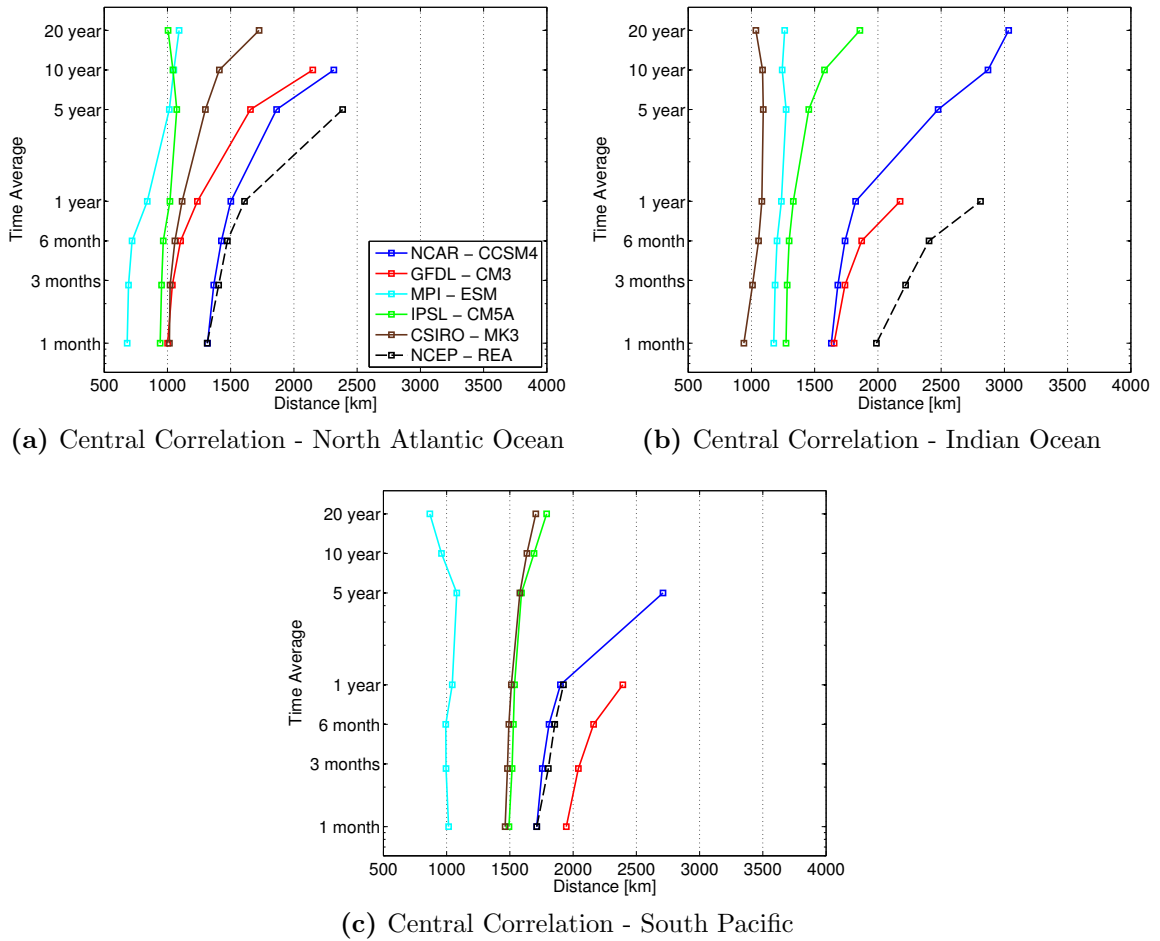 20 year
10 year
5 year
1 year
6 month
3 months
1 month
Time Average
500 1000 1500 2000 2500 3000 3500 4000
Distance [km]
NCAR − CCSM4
GFDL − CM3
MPI − ESM
IPSL − CM5A
CSIRO − MK3
NCEP − REA
(a) Central Correlation - North Atlantic Ocean
20 year
10 year
5 year
1 year
6 month
3 months
1 month
Time Average
500 1000 1500 2000 2500 3000 3500 4000
Distance [km]
(b) Central Correlation - Indian Ocean
20 year
10 year
5 year
1 year
6 month
3 months
1 month
Time Average
500 1000 1500 2000 2500 3000 3500 4000
Distance [km]
(c) Central Correlation - South Pacific